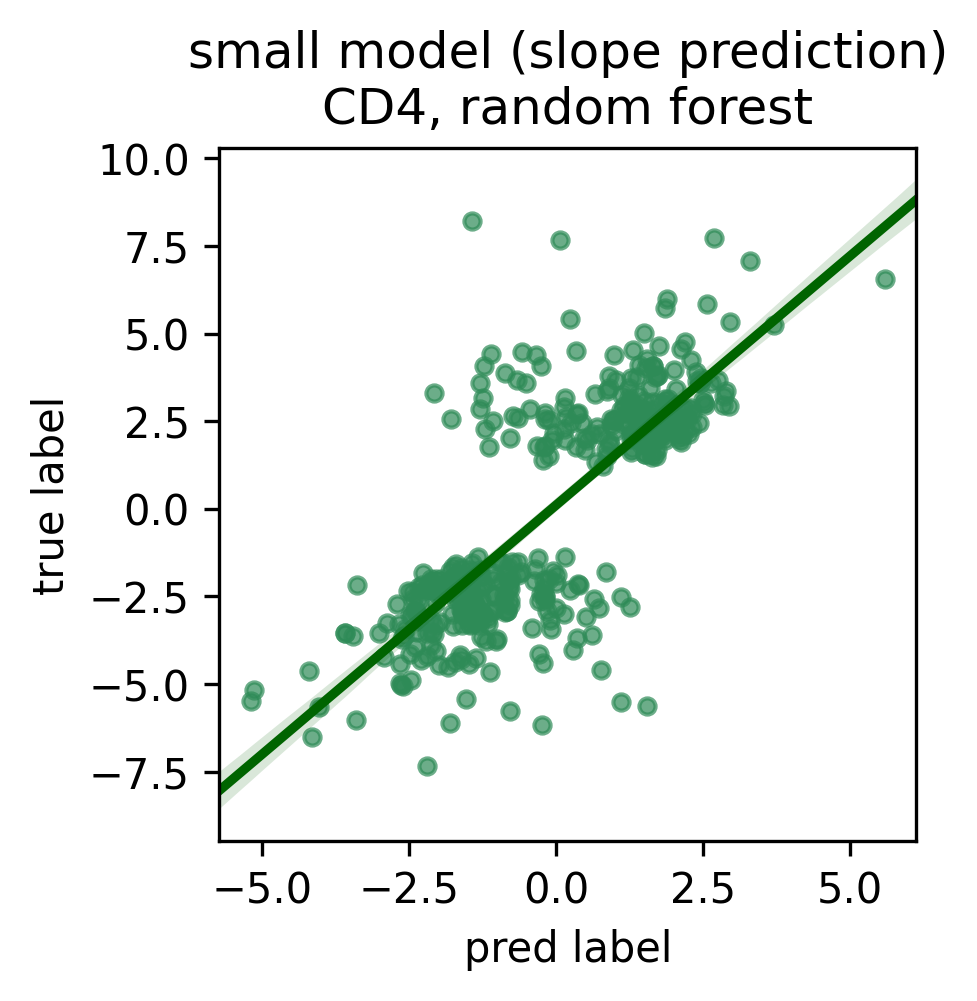 small model (slope prediction)
CD4, random forest
10.0
7.5
5.0
2.5
0.0
−2.5
−5.0
−7.5
true label
−5.0 −2.5 0.0 2.5 5.0
pred label